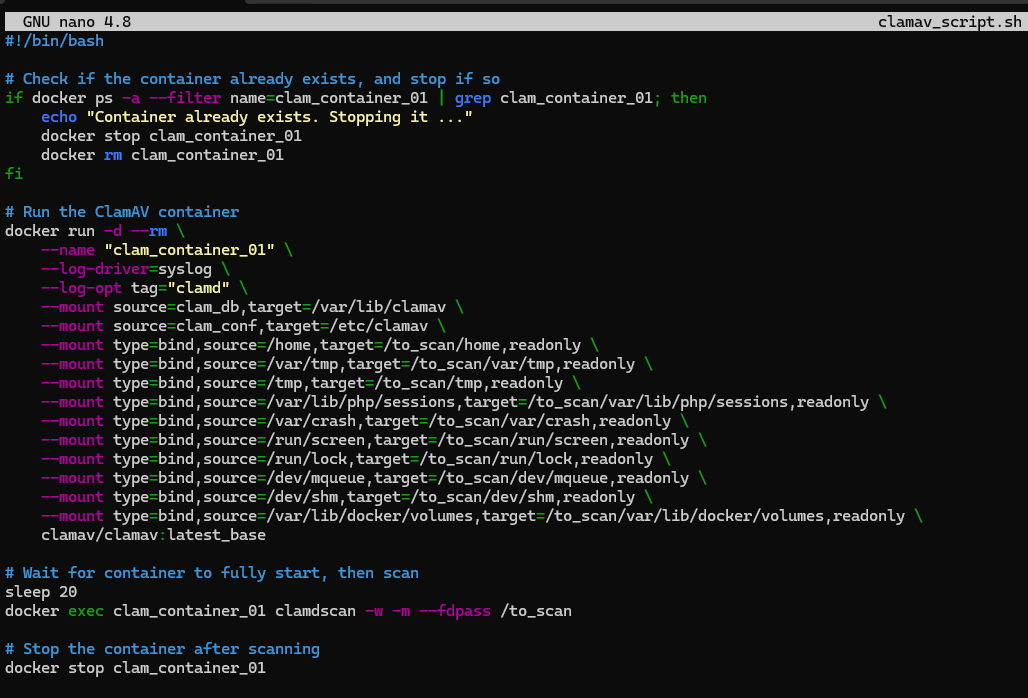 GNU nano 4.8 clamav_script.sh
#!/bin/bash
# Check if the container already exists, and stop if so
if docker ps -a --filter name=clam_container_01 | grep clam_container_01; then
    echo "Container already exists. Stopping it ..."
    docker stop clam_container_01
    docker rm clam_container_01
fi
# Run the ClamAV container
docker run -d --rm \
    --name "clam_container_01" \
    --log-driver=syslog \
    --log-opt tag="clamd" \
    --mount source=clam_db,target=/var/lib/clamav \
    --mount source=clam_conf,target=/etc/clamav \
    --mount type=bind,source=/home,target=/to_scan/home,readonly \
    --mount type=bind,source=/var/tmp,target=/to_scan/var/tmp,readonly \
    --mount type=bind,source=/tmp,target=/to_scan/tmp,readonly \
    --mount type=bind,source=/var/lib/php/sessions,target=/to_scan/var/lib/php/sessions,readonly \
    --mount type=bind,source=/var/crash,target=/to_scan/var/crash,readonly \
    --mount type=bind,source=/run/screen,target=/to_scan/run/screen,readonly \
    --mount type=bind,source=/run/lock,target=/to_scan/run/lock,readonly \
    --mount type=bind,source=/dev/mqueue,target=/to_scan/dev/mqueue,readonly \
    --mount type=bind,source=/dev/shm,target=/to_scan/dev/shm,readonly \
    --mount type=bind,source=/var/lib/docker/volumes,target=/to_scan/var/lib/docker/volumes,readonly \
    clamav/clamav:latest_base
# Wait for container to fully start, then scan
sleep 20
docker exec clam_container_01 clamdscan -w -m --fdpass /to_scan
# Stop the container after scanning
docker stop clam_container_01